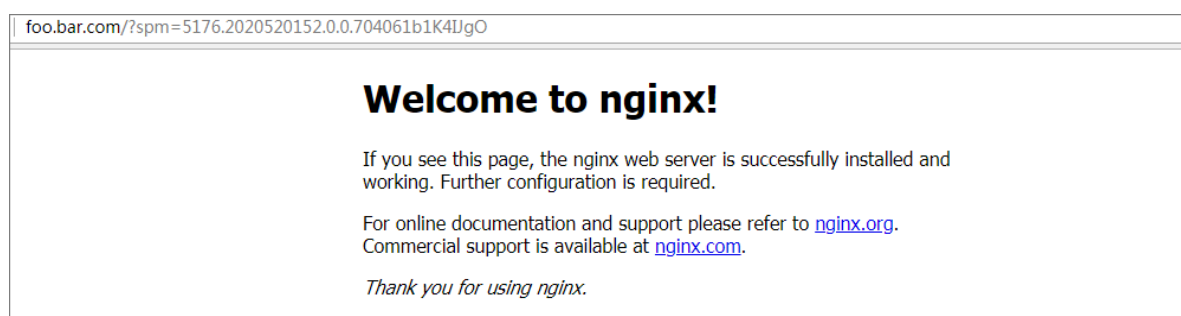 foo.bar.com/?spm=5176.2020520152.0.0.704061b1K4IJgO
Welcome to nginx!
If you see this page, the nginx web server is successfully installed and
working. Further configuration is required.
For online documentation and support please refer to nginx.org.
Commercial support is available at nginx.com.
Thank you for using nginx.